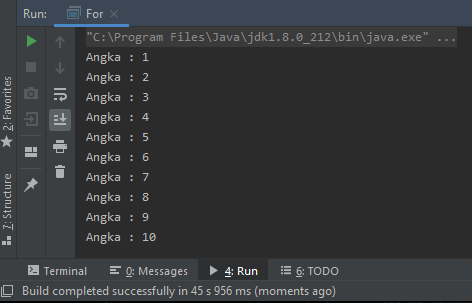 Run: For
"C:\Program Files\Java\jdk1.8.0_212\bin\java.exe" ...
Angka : 1
Angka : 2
Angka : 3
Angka : 4
Angka : 5
Angka : 6
Angka : 7
Angka : 8
Angka : 9
Angka : 10
2: Favorites
7: Structure
Terminal 0: Messages 4: Run 6: TODO
Build completed successfully in 45 s 956 ms (moments ago)